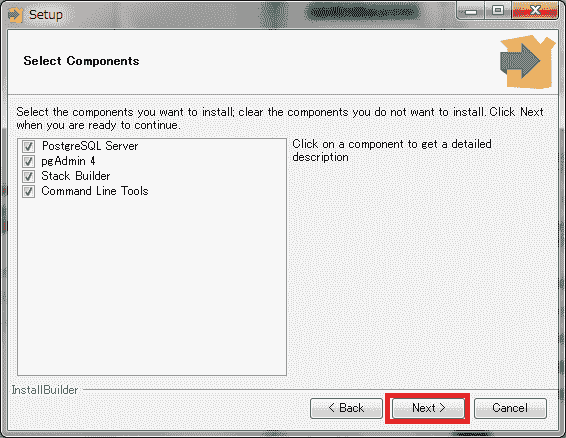 Setup
Select Components
Select the components you want to install; clear the components you do not want to install. Click Next
when you are ready to continue.
PostgreSQL Server
pgAdmin 4
Stack Builder
Command Line Tools
Click on a component to get a detailed
description
InstallBuilder
< Back
Next >
Cancel